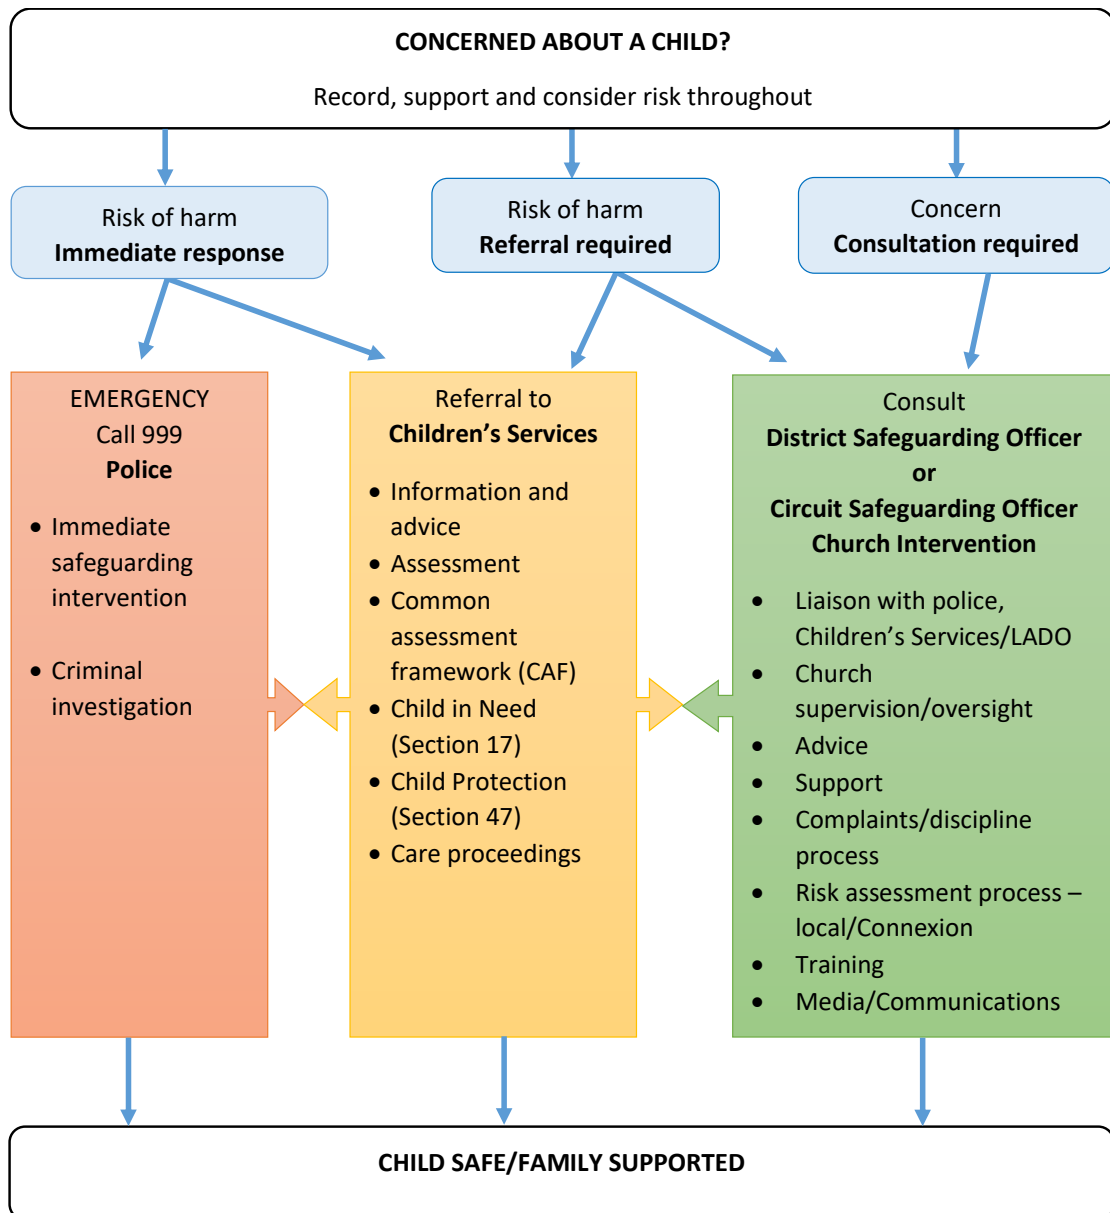 CONCERNED ABOUT A CHILD?
Record, support and consider risk throughout
Risk of harm
Immediate response
Risk of harm
Referral required
Concern
Consultation required
EMERGENCY
Call 999
Police
• Immediate
safeguarding
intervention
• Criminal
investigation
Referral to
Children’s Services
• Information and
advice
• Assessment
• Common
assessment
framework (CAF)
• Child in Need
(Section 17)
• Child Protection
(Section 47)
• Care proceedings
Consult
District Safeguarding Officer
or
Circuit Safeguarding Officer
Church Intervention
• Liaison with police,
Children’s Services/LADO
• Church
supervision/oversight
• Advice
• Support
• Complaints/discipline
process
• Risk assessment process –
local/Connexion
• Training
• Media/Communications
CHILD SAFE/FAMILY SUPPORTED